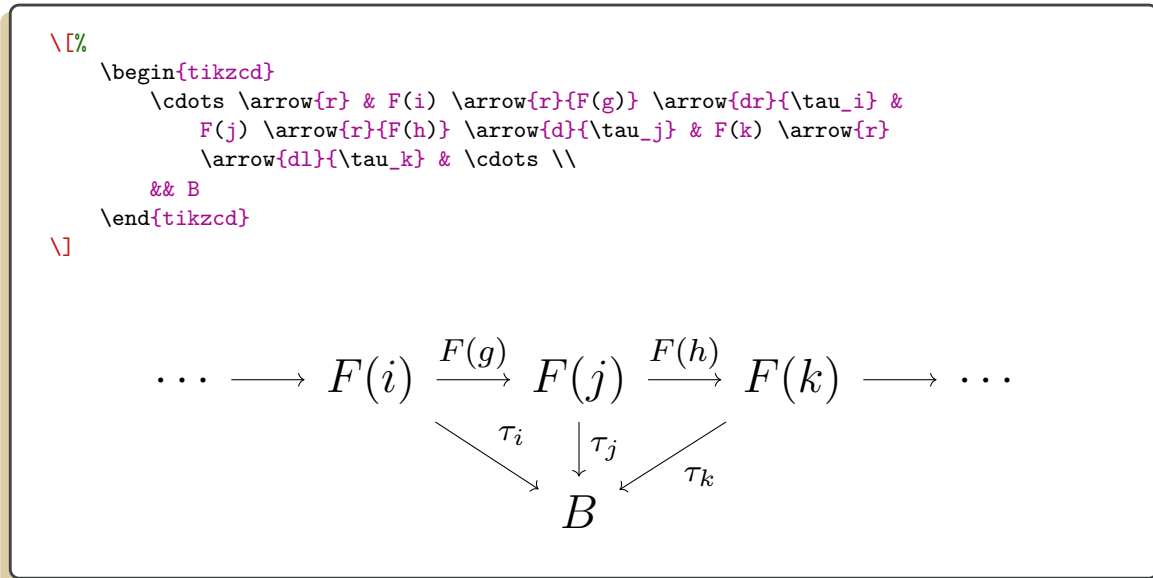 \[%
\begin{tikzcd}
\cdots \arrow{r} & F(i) \arrow{r}{F(g)} \arrow{dr}{\tau_i} &
F(j) \arrow{r}{F(h)} \arrow{d}{\tau_j} & F(k) \arrow{r}
\arrow{dl}{\tau_k} & \cdots \\
&& B
\end{tikzcd}
\]
F(g) F(h)
⋯ ⟶ F(i) ⟶ F(j) ⟶ F(k) ⟶ ⋯
τ_i τ_j τ_k
B